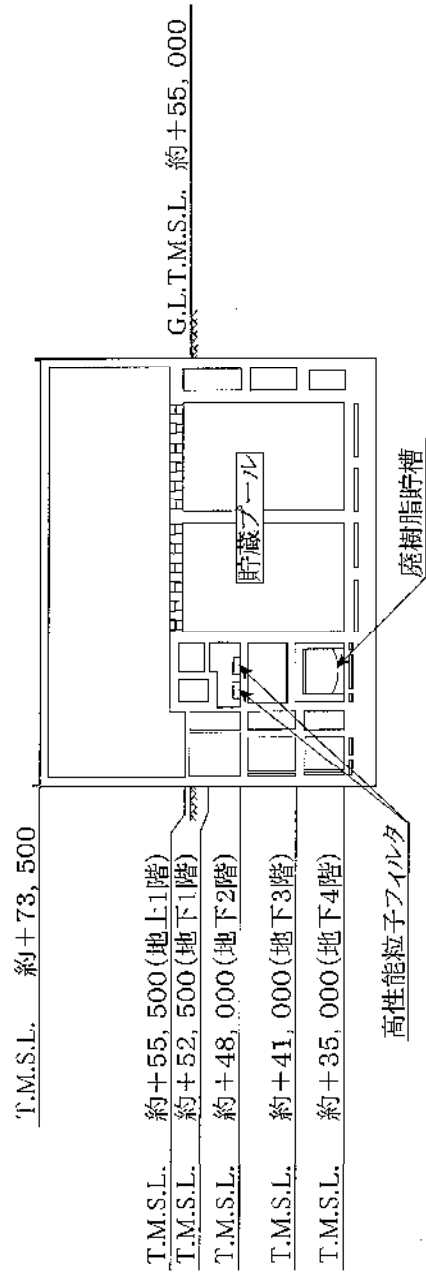 T.M.S.L. 約+73, 500
G.L.T.M.S.L. 約+55, 000
T.M.S.L. 約+55, 500(地上1階)
T.M.S.L. 約+52, 500(地下1階)
T.M.S.L. 約+48, 000(地下2階)
T.M.S.L. 約+41, 000(地下3階)
T.M.S.L. 約+35, 000(地下4階)
貯蔵プール
高性能粒子フィルタ
廃樹脂貯槽